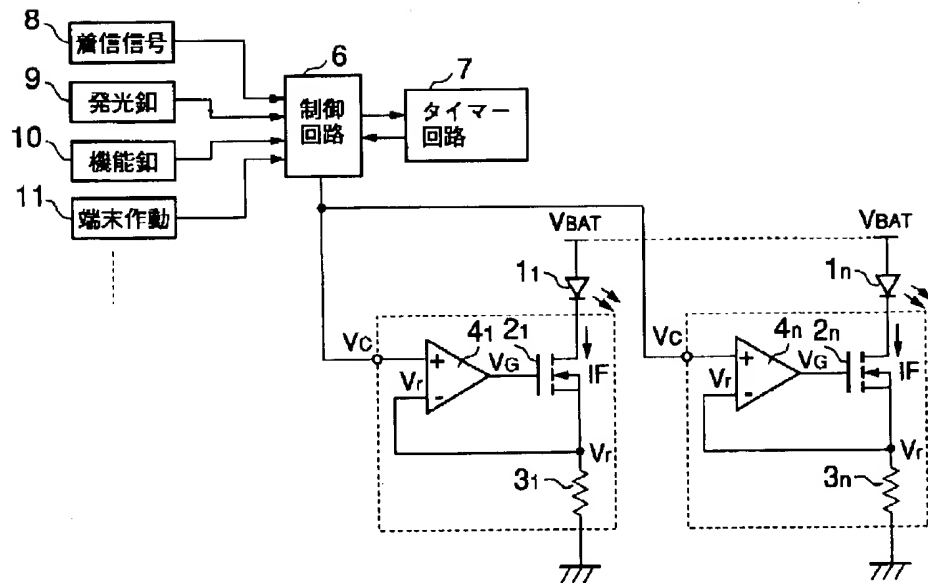 8
着信信号
9
発光釦
10
機能釦
11
端末作動
6
制御
回路
7
タイマー
回路
VBAT
11
VC
41
21
VG
Vr
IF
Vr
31
VBAT
1n
VC
4n
2n
VG
Vr
IF
Vr
3n
+
-
+
-